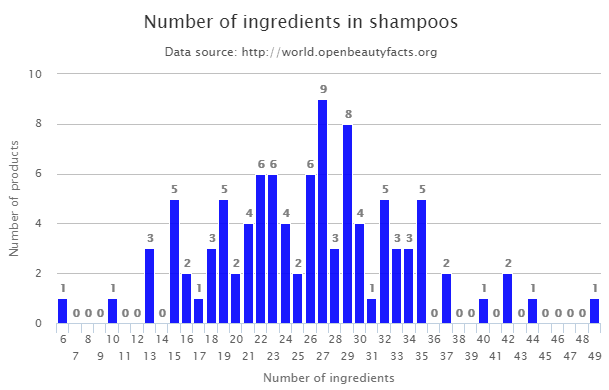 Number of ingredients in shampoos
Data source: http://world.openbeautyfacts.org
Number of products
10
8
6
4
2
0
1 0 0 0 1 0 0 3 0 5 2 1 3 5 2 4 6 6 4 2 6 9 3 8 4 1 5 3 3 5 0 2 0 0 1 0 2 0 1 0 0 0 0 1
6 8 10 12 14 16 18 20 22 24 26 28 30 32 34 36 38 40 42 44 46 48
7 9 11 13 15 17 19 21 23 25 27 29 31 33 35 37 39 41 43 45 47 49
Number of ingredients